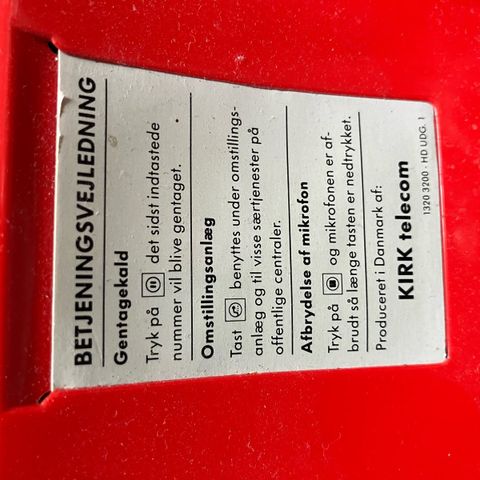 BETJENINGSVEJLEDNING
Gentagekald
Tryk på det sidst indtastede
nummer vil blive gentaget.
Omstillingsanlæg
Tast benyttes under omstillings-
anlæg og til visse særtjenester på
offentlige centraler.
Afbrydelse af mikrofon
Tryk på og mikrofonen er af-
brudt så længe tasten er nedtrykket.
Produceret i Danmark af:
KIRK telecom
1320 3200 · HD UDG. 1